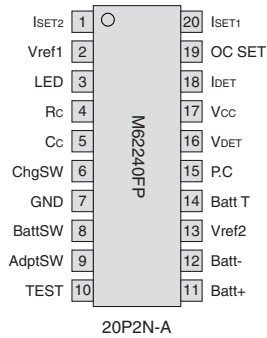 ISET2 1 20 ISET1
Vref1 2 19 OC SET
LED 3 18 IDET
RC 4 17 VCC
CC 5 16 VDET
ChgSW 6 15 P.C
GND 7 14 Batt T
BattSW 8 13 Vref2
AdptSW 9 12 Batt-
TEST 10 11 Batt+
M62240FP
20P2N-A